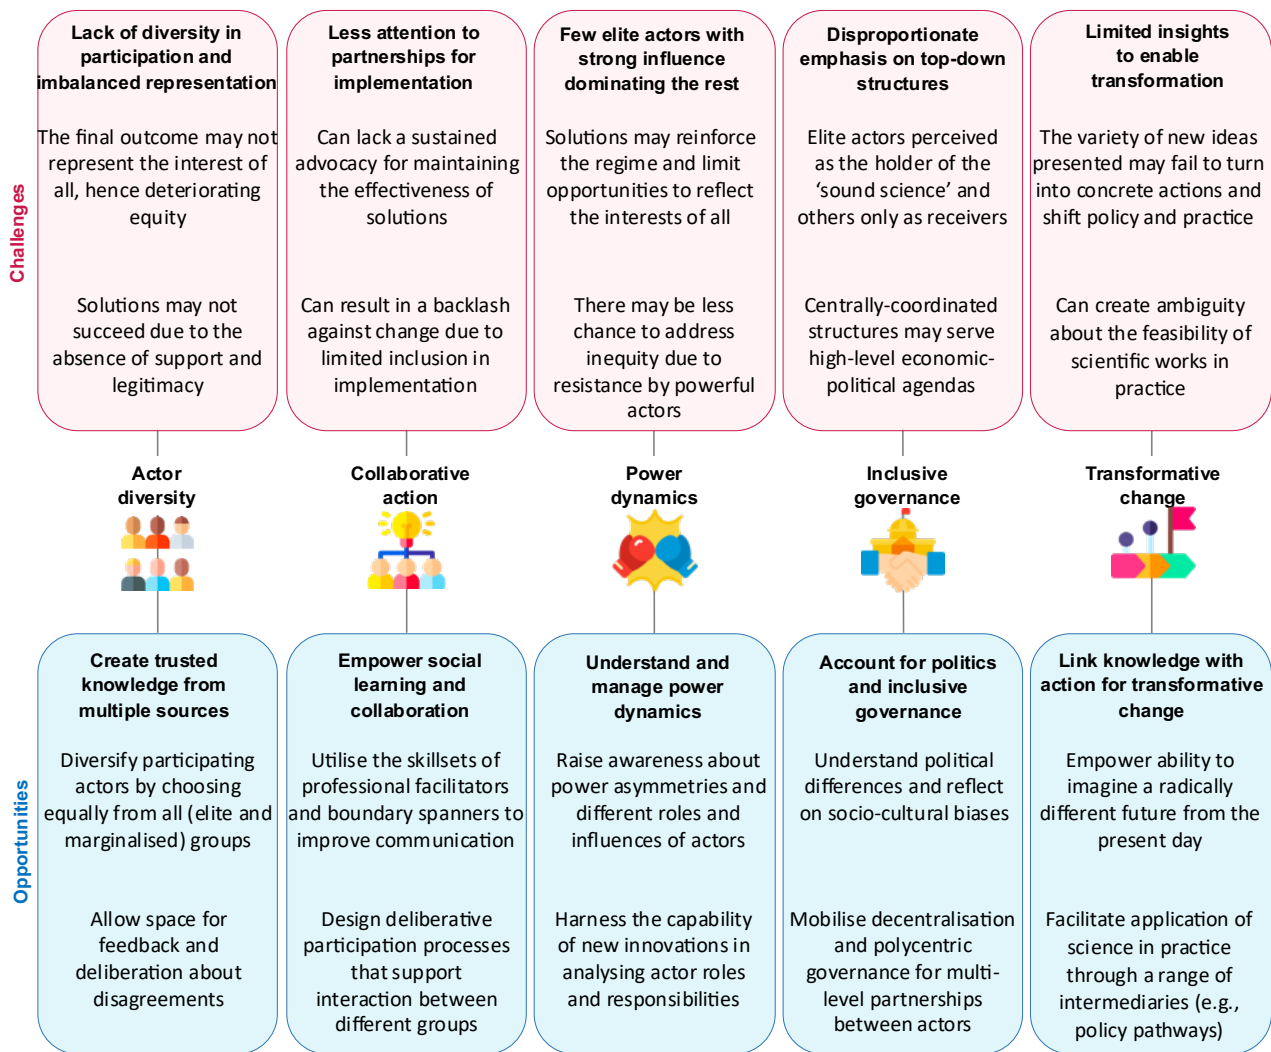 Challenges
Lack of diversity in
participation and
imbalanced representation
The final outcome may not
represent the interest of
all, hence deteriorating
equity
Solutions may not
succeed due to the
absence of support and
legitimacy
Less attention to
partnerships for
implementation
Can lack a sustained
advocacy for maintaining
the effectiveness of
solutions
Can result in a backlash
against change due to
limited inclusion in
implementation
Few elite actors with
strong influence
dominating the rest
Solutions may reinforce
the regime and limit
opportunities to reflect
the interests of all
There may be less
chance to address
inequity due to
resistance by powerful
actors
Disproportionate
emphasis on top-down
structures
Elite actors perceived
as the holder of the
‘sound science’ and
others only as receivers
Centrally-coordinated
structures may serve
high-level economic-
political agendas
Limited insights
to enable
transformation
The variety of new ideas
presented may fail to turn
into concrete actions and
shift policy and practice
Can create ambiguity
about the feasibility of
scientific works in
practice
Actor
diversity
Collaborative
action
Power
dynamics
Inclusive
governance
Transformative
change
Opportunities
Create trusted
knowledge from
multiple sources
Diversify participating
actors by choosing
equally from all (elite and
marginalised) groups
Allow space for
feedback and
deliberation about
disagreements
Empower social
learning and
collaboration
Utilise the skillsets of
professional facilitators
and boundary spanners to
improve communication
Design deliberative
participation processes
that support
interaction between
different groups
Understand and
manage power
dynamics
Raise awareness about
power asymmetries and
different roles and
influences of actors
Harness the capability
of new innovations in
analysing actor roles
and responsibilities
Account for politics
and inclusive
governance
Understand political
differences and reflect
on socio-cultural biases
Mobilise decentralisation
and polycentric
governance for multi-
level partnerships
between actors
Link knowledge with
action for transformative
change
Empower ability to
imagine a radically
different future from the
present day
Facilitate application of
science in practice
through a range of
intermediaries (e.g.,
policy pathways)